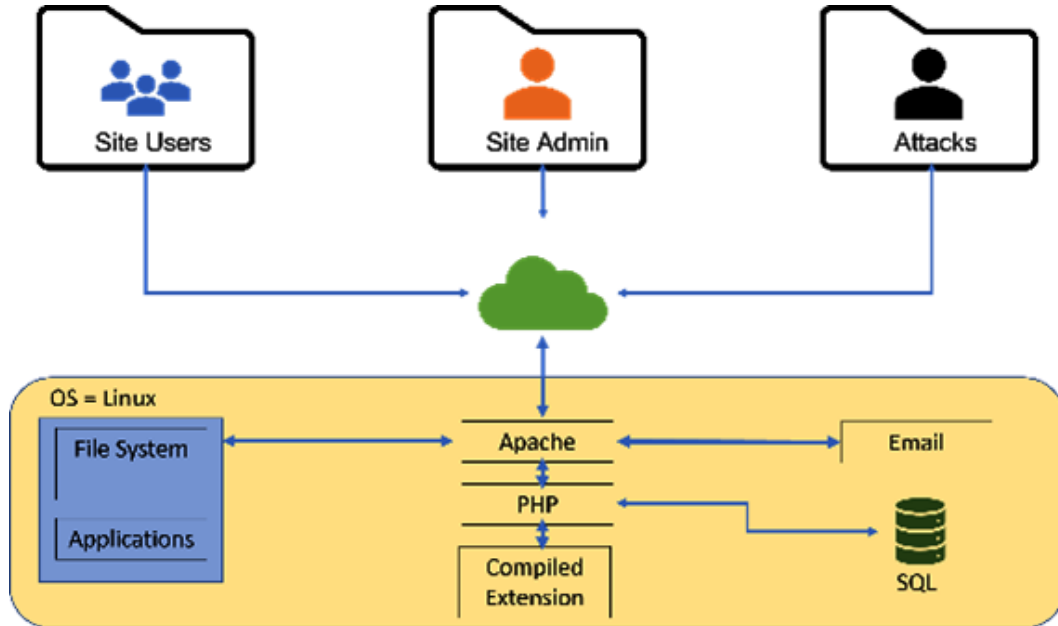 Site Users
Site Admin
Attacks
OS = Linux
File System
Apache
Email
PHP
Applications
Compiled
Extension
SQL